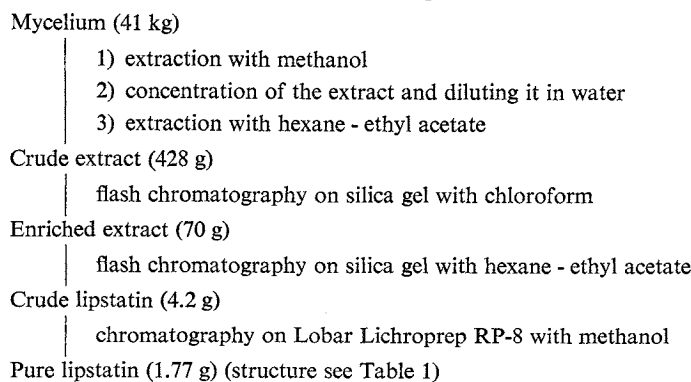 Mycelium (41 kg)
1) extraction with methanol
2) concentration of the extract and diluting it in water
3) extraction with hexane - ethyl acetate
Crude extract (428 g)
flash chromatography on silica gel with chloroform
Enriched extract (70 g)
flash chromatography on silica gel with hexane - ethyl acetate
Crude lipstatin (4.2 g)
chromatography on Lobar Lichroprep RP-8 with methanol
Pure lipstatin (1.77 g) (structure see Table 1)